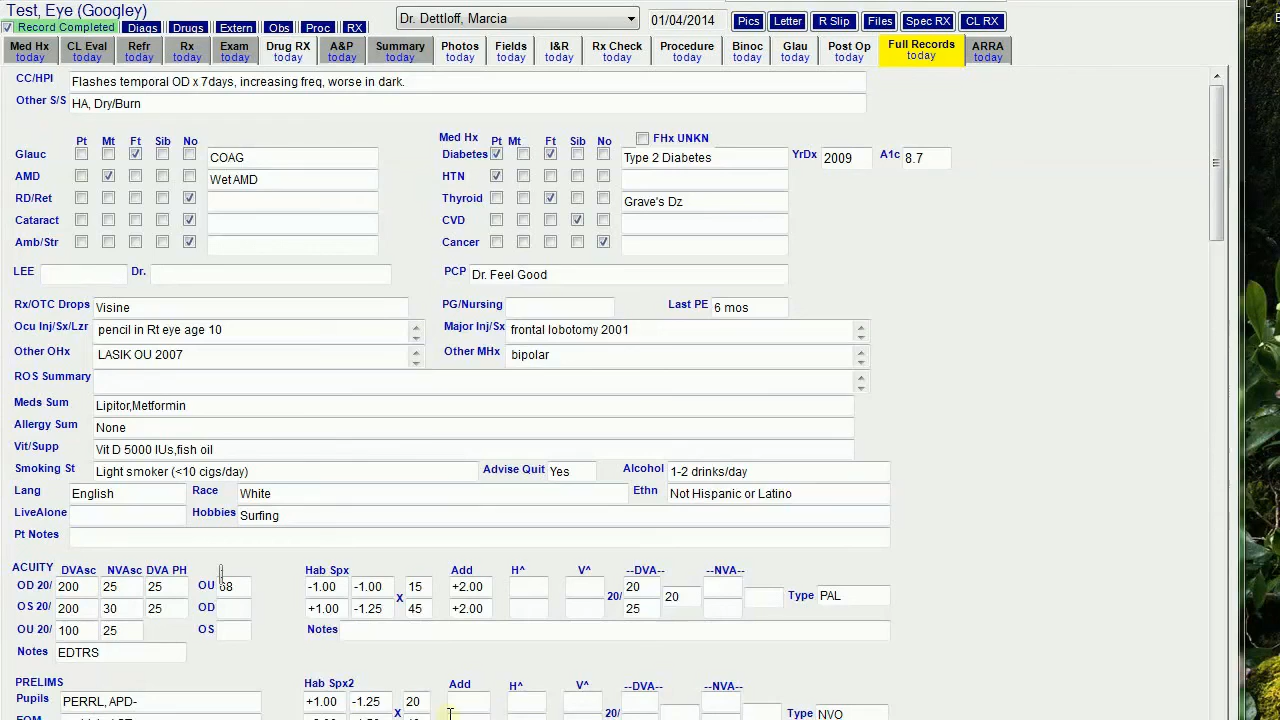 Test, Eye (Googley)
Record Completed Diags Drugs Extern Obs Proc RX Dr. Dettloff, Marcia 01/04/2014 Pics Letter R Slip Files Spec RX CL RX
Med Hx CL Eval Refr Rx Exam Drug RX A&P Summary Photos Fields I&R Rx Check Procedure Binoc Glau Post Op Full Records ARRA
today today today today today today today today today today today today today today today today today today
CC/HPI Flashes temporal OD x 7days, increasing freq, worse in dark.
Other S/S HA, Dry/Burn
Pt Mt Ft Sib No Med Hx Pt Mt Ft Sib No FHx UNKN
Glauc COAG Diabetes Type 2 Diabetes YrDx 2009 A1c 8.7
AMD Wet AMD HTN
RD/Ret Thyroid Grave's Dz
Cataract CVD
Amb/Str Cancer
LEE Dr. PCP Dr. Feel Good
Rx/OTC Drops Visine PG/Nursing Last PE 6 mos
Ocu Inj/Sx/Lzr pencil in Rt eye age 10 Major Inj/Sx frontal lobotomy 2001
Other OHx LASIK OU 2007 Other MHx bipolar
ROS Summary
Meds Sum Lipitor,Metformin
Allergy Sum None
Vit/Supp Vit D 5000 IUs,fish oil
Smoking St Light smoker (<10 cigs/day) Advise Quit Yes Alcohol 1-2 drinks/day
Lang English Race White Ethn Not Hispanic or Latino
LiveAlone Hobbies Surfing
Pt Notes
ACUITY DVAsc NVAsc DVA PH Hab Spx Add H^ V^ --DVA-- --NVA--
OD 20/ 200 25 25 OU 68 -1.00 -1.00 X 15 +2.00 20/ 20 20 Type PAL
OS 20/ 200 30 25 OD +1.00 -1.25 45 +2.00 25
OU 20/ 100 25 OS Notes
Notes EDTRS
PRELIMS Hab Spx2 Add H^ V^ --DVA-- --NVA--
Pupils PERRL, APD- +1.00 -1.25 X 20 20/ Type NVO
EOM